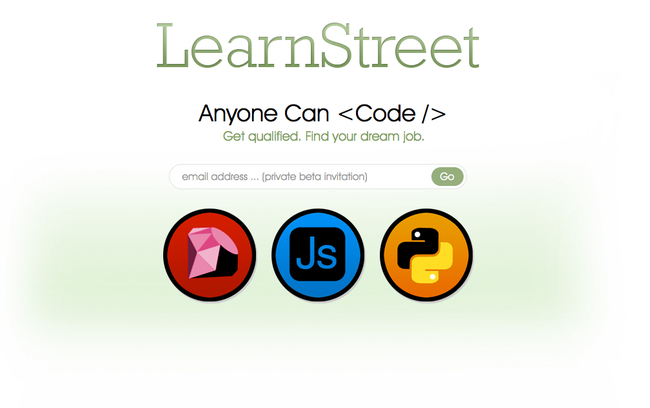 LearnStreet
Anyone Can <Code />
Get qualified. Find your dream job.
email address ... (private beta invitation)
Go
Js